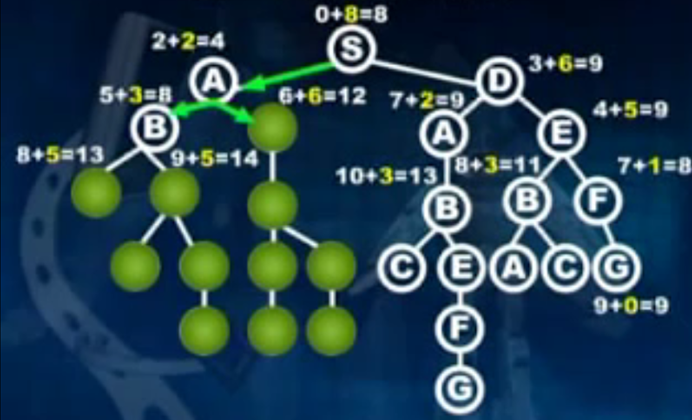 0+8=8
S
2+2=4
A
D
3+6=9
5+3=8
6+6=12
7+2=9
4+5=9
B
A
E
8+5=13
9+5=14
10+3=13
8+3=11
7+1=8
B
B
F
C
E
A
C
G
9+0=9
F
G